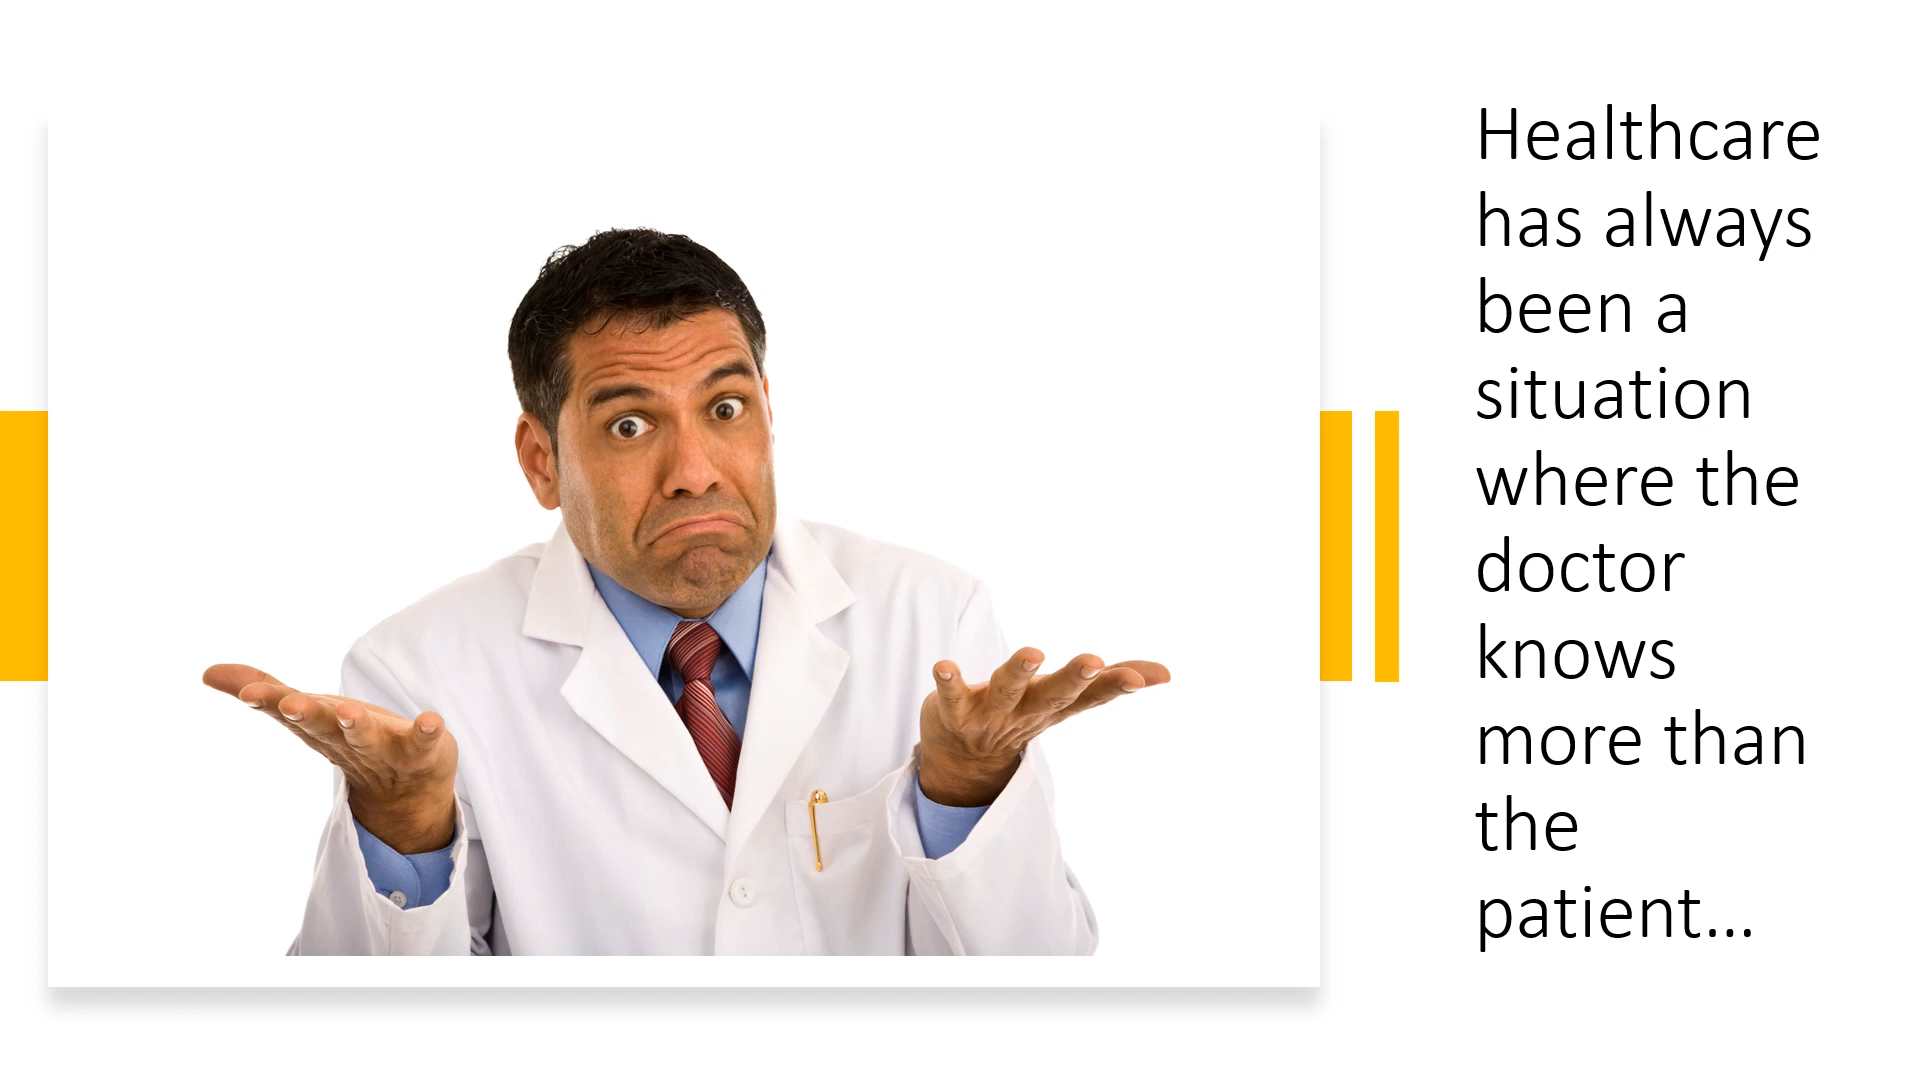 Healthcare
has always
been a
situation
where the
doctor
knows
more than
the
patient…